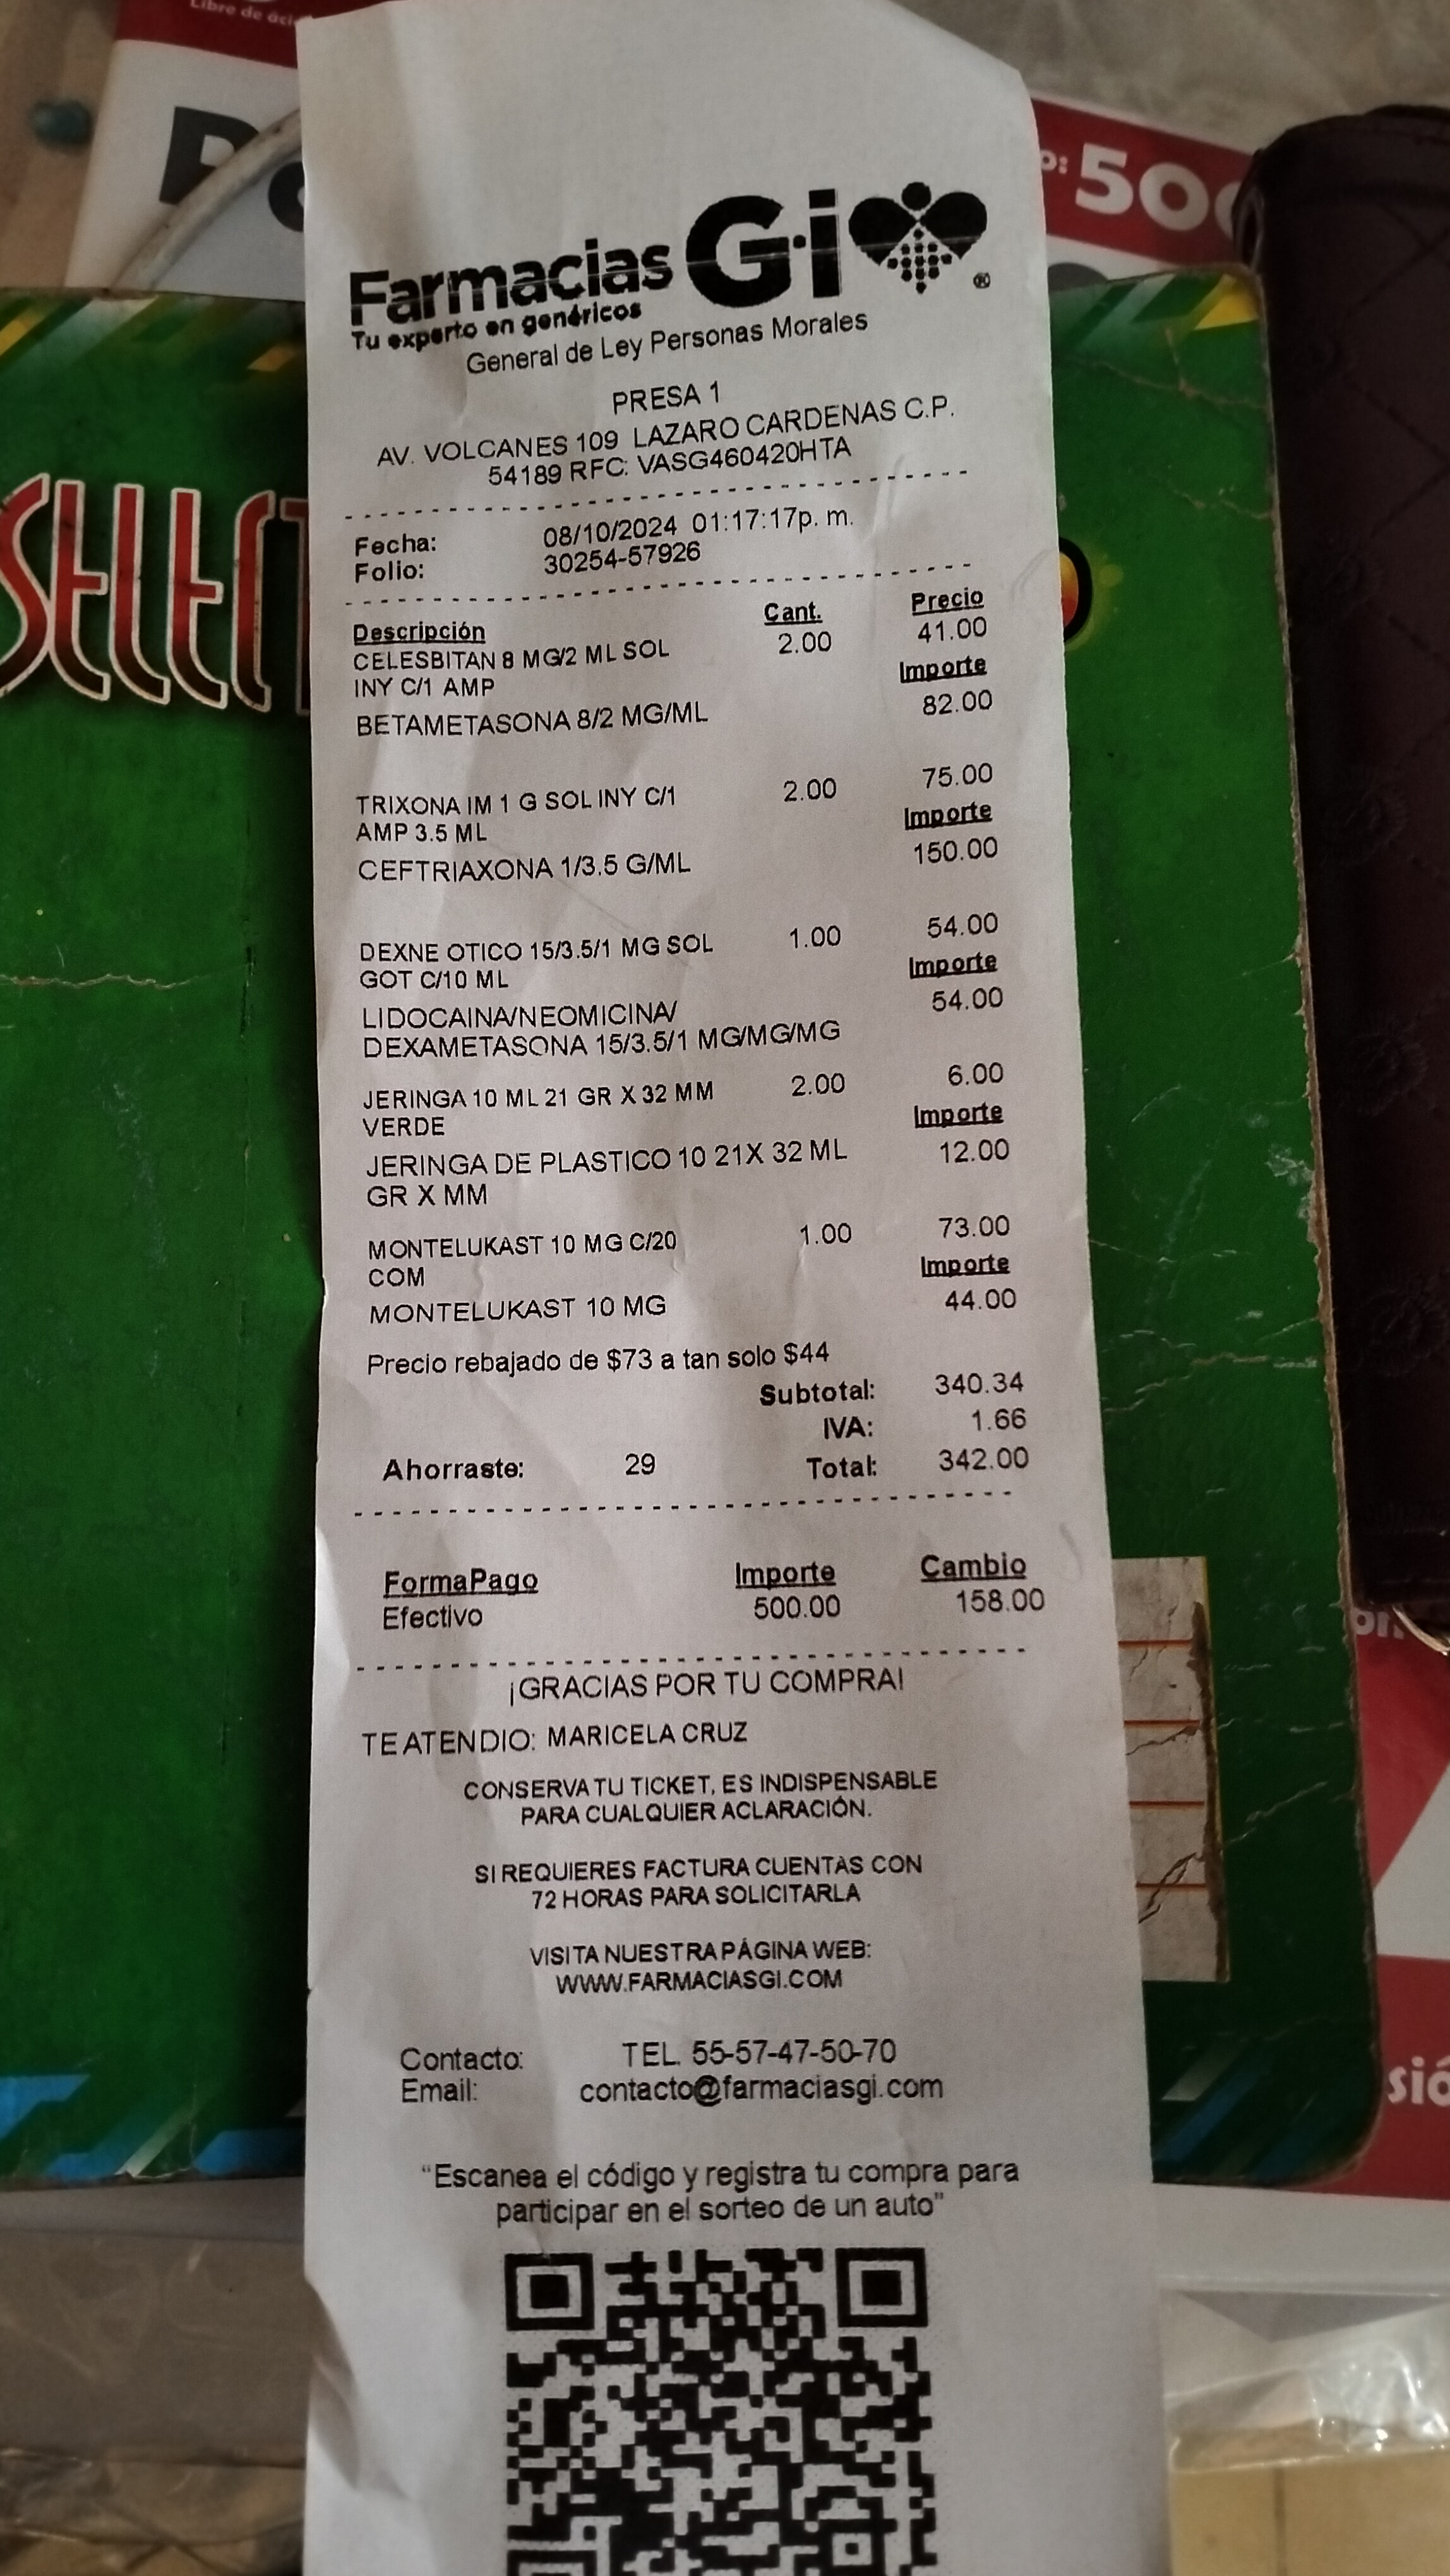 Libre de áci
50
SELECT
Farmacias G·i ®
Tu experto en genéricos
General de Ley Personas Morales
PRESA 1
AV. VOLCANES 109 LAZARO CARDENAS C.P.
54189 RFC: VASG460420HTA
Fecha: 08/10/2024 01:17:17p. m.
Folio: 30254-57926
Descripción Cant. Precio
CELESBITAN 8 MG/2 ML SOL 2.00 41.00
INY C/1 AMP Importe
BETAMETASONA 8/2 MG/ML 82.00
TRIXONA IM 1 G SOL INY C/1 2.00 75.00
AMP 3.5 ML Importe
CEFTRIAXONA 1/3.5 G/ML 150.00
DEXNE OTICO 15/3.5/1 MG SOL 1.00 54.00
GOT C/10 ML Importe
LIDOCAINA/NEOMICINA/ 54.00
DEXAMETASONA 15/3.5/1 MG/MG/MG
JERINGA 10 ML 21 GR X 32 MM 2.00 6.00
VERDE Importe
JERINGA DE PLASTICO 10 21X 32 ML 12.00
GR X MM
MONTELUKAST 10 MG C/20 1.00 73.00
COM Importe
MONTELUKAST 10 MG 44.00
Precio rebajado de $73 a tan solo $44
Subtotal: 340.34
IVA: 1.66
Ahorraste: 29 Total: 342.00
FormaPago Importe Cambio
Efectivo 500.00 158.00
¡GRACIAS POR TU COMPRA!
TE ATENDIO: MARICELA CRUZ
CONSERVA TU TICKET, ES INDISPENSABLE
PARA CUALQUIER ACLARACIÓN.
SI REQUIERES FACTURA CUENTAS CON
72 HORAS PARA SOLICITARLA
VISITA NUESTRA PÁGINA WEB:
WWW.FARMACIASGI.COM
Contacto: TEL. 55-57-47-50-70
Email: contacto@farmaciasgi.com
"Escanea el código y registra tu compra para
participar en el sorteo de un auto"
sió